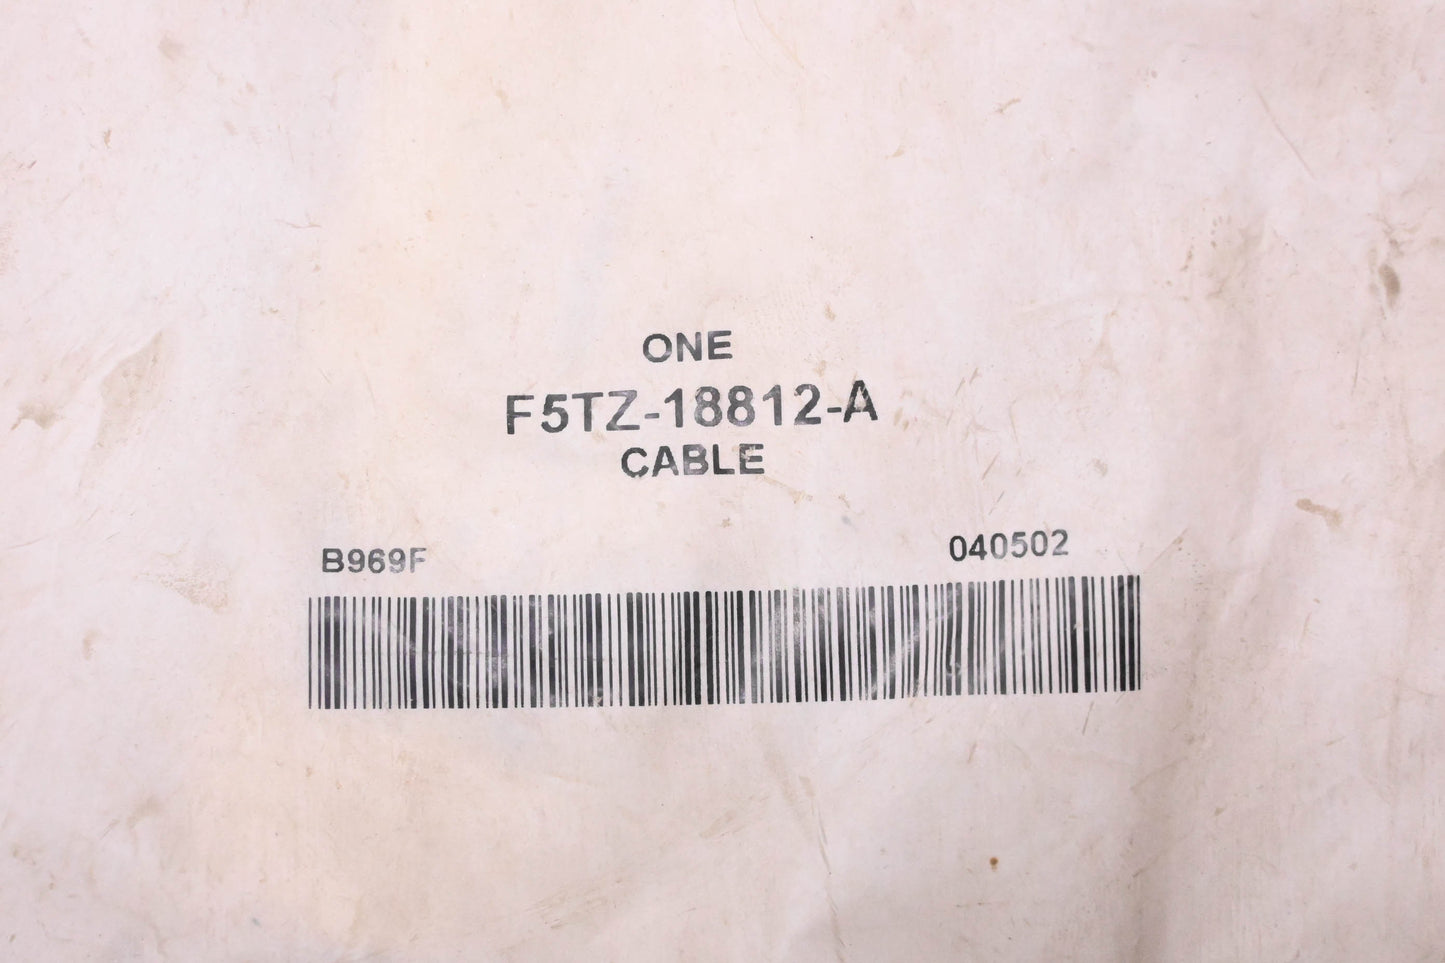 ONE
F5TZ-18812-A
CABLE
B969F 040502